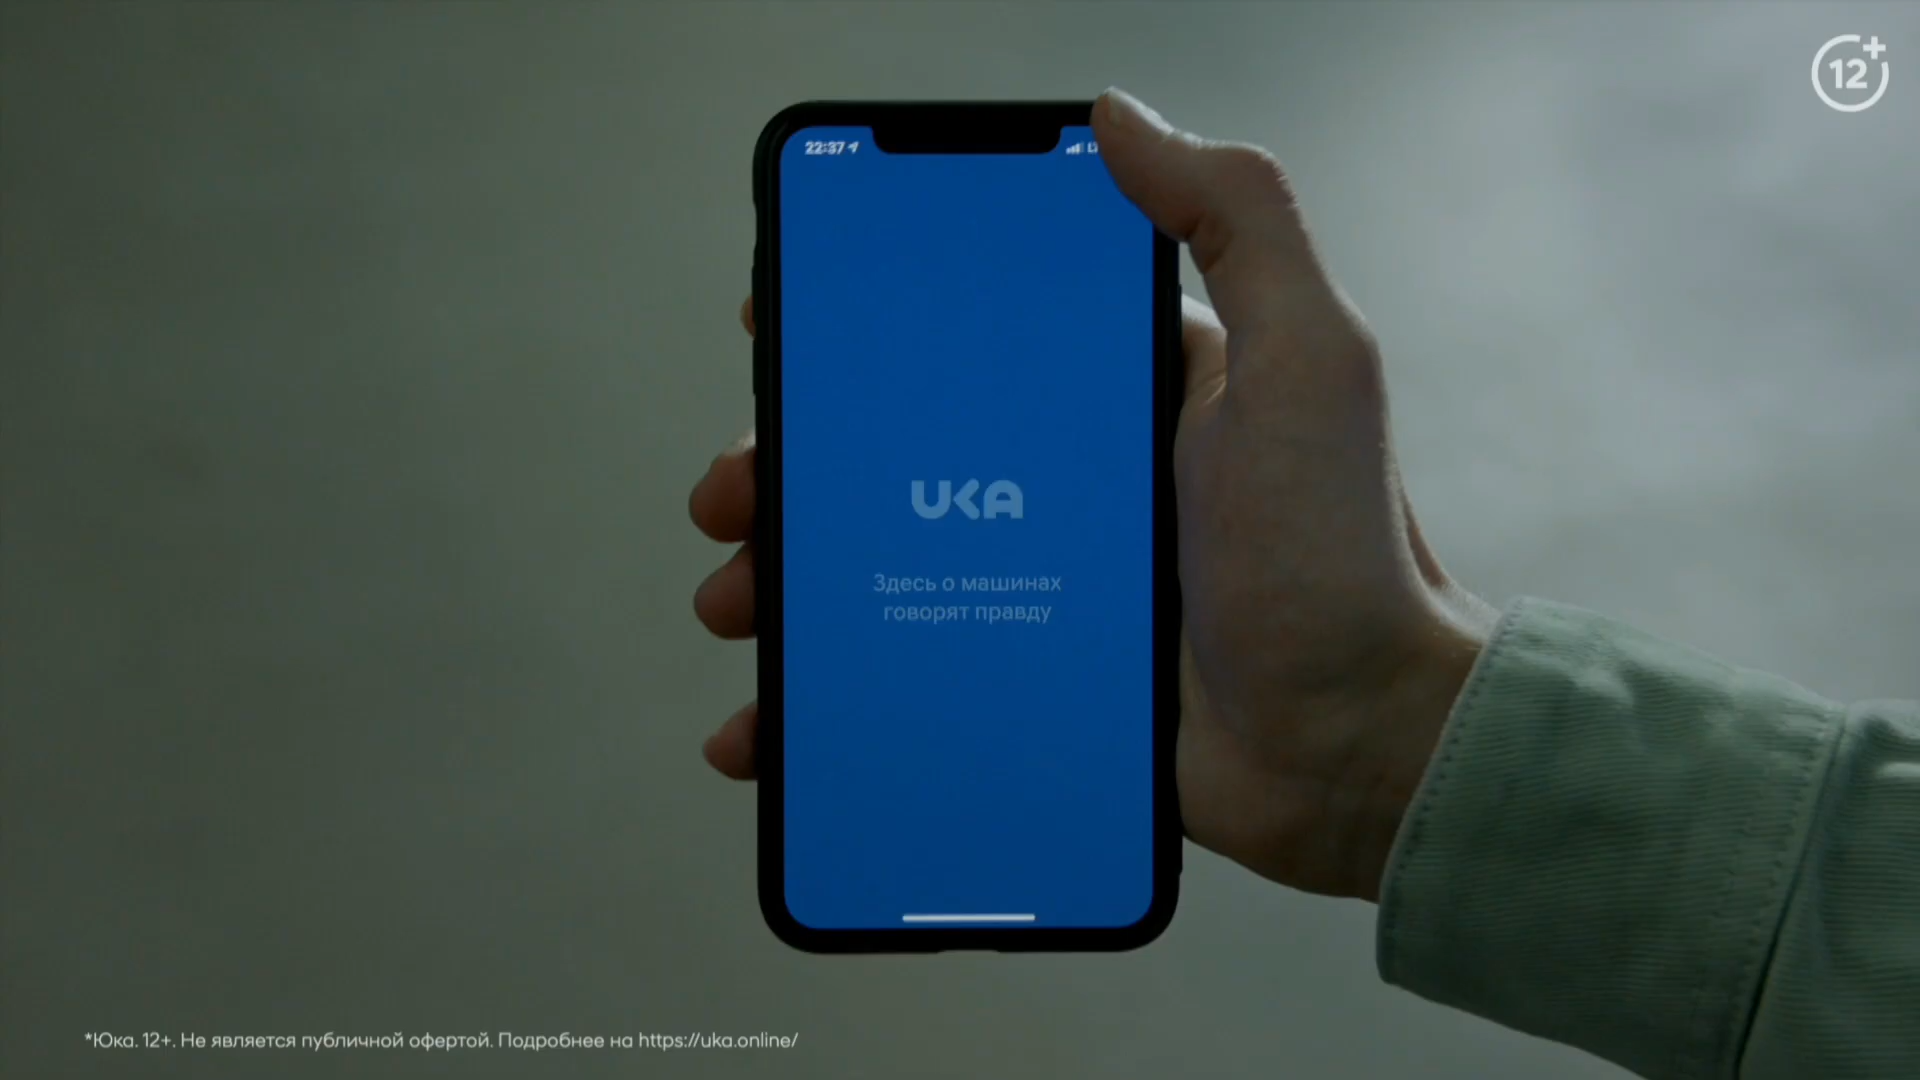 12+
22:37
UKA
Здесь о машинах
говорят правду
*Юка. 12+. Не является публичной офертой. Подробнее на https://uka.online/